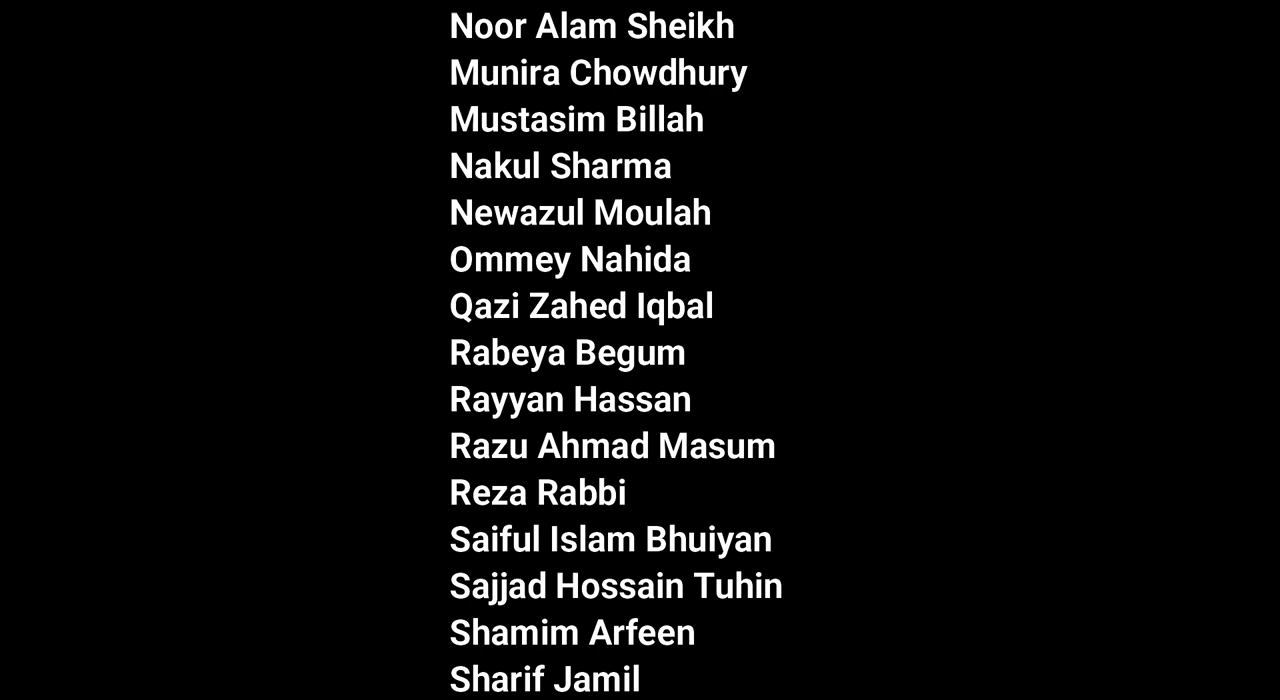 Noor Alam Sheikh
Munira Chowdhury
Mustasim Billah
Nakul Sharma
Newazul Moulah
Ommey Nahida
Qazi Zahed Iqbal
Rabeya Begum
Rayyan Hassan
Razu Ahmad Masum
Reza Rabbi
Saiful Islam Bhuiyan
Sajjad Hossain Tuhin
Shamim Arfeen
Sharif Jamil